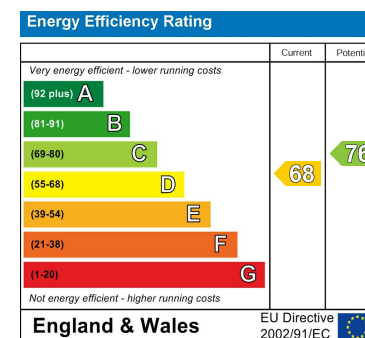 Energy Efficiency Rating
Current Potenti
Very energy efficient - lower running costs
(92 plus) A
(81-91) B
(69-80) C
(55-68) D
(39-54) E
(21-38) F
(1-20) G
68
76
Not energy efficient - higher running costs
England & Wales
EU Directive
2002/91/EC